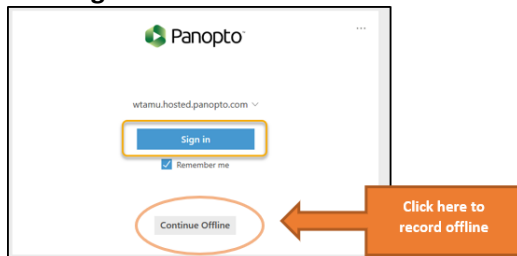 Panopto
...
wtamu.hosted.panopto.com
Sign in
Remember me
Continue Offline
Click here to
record offline